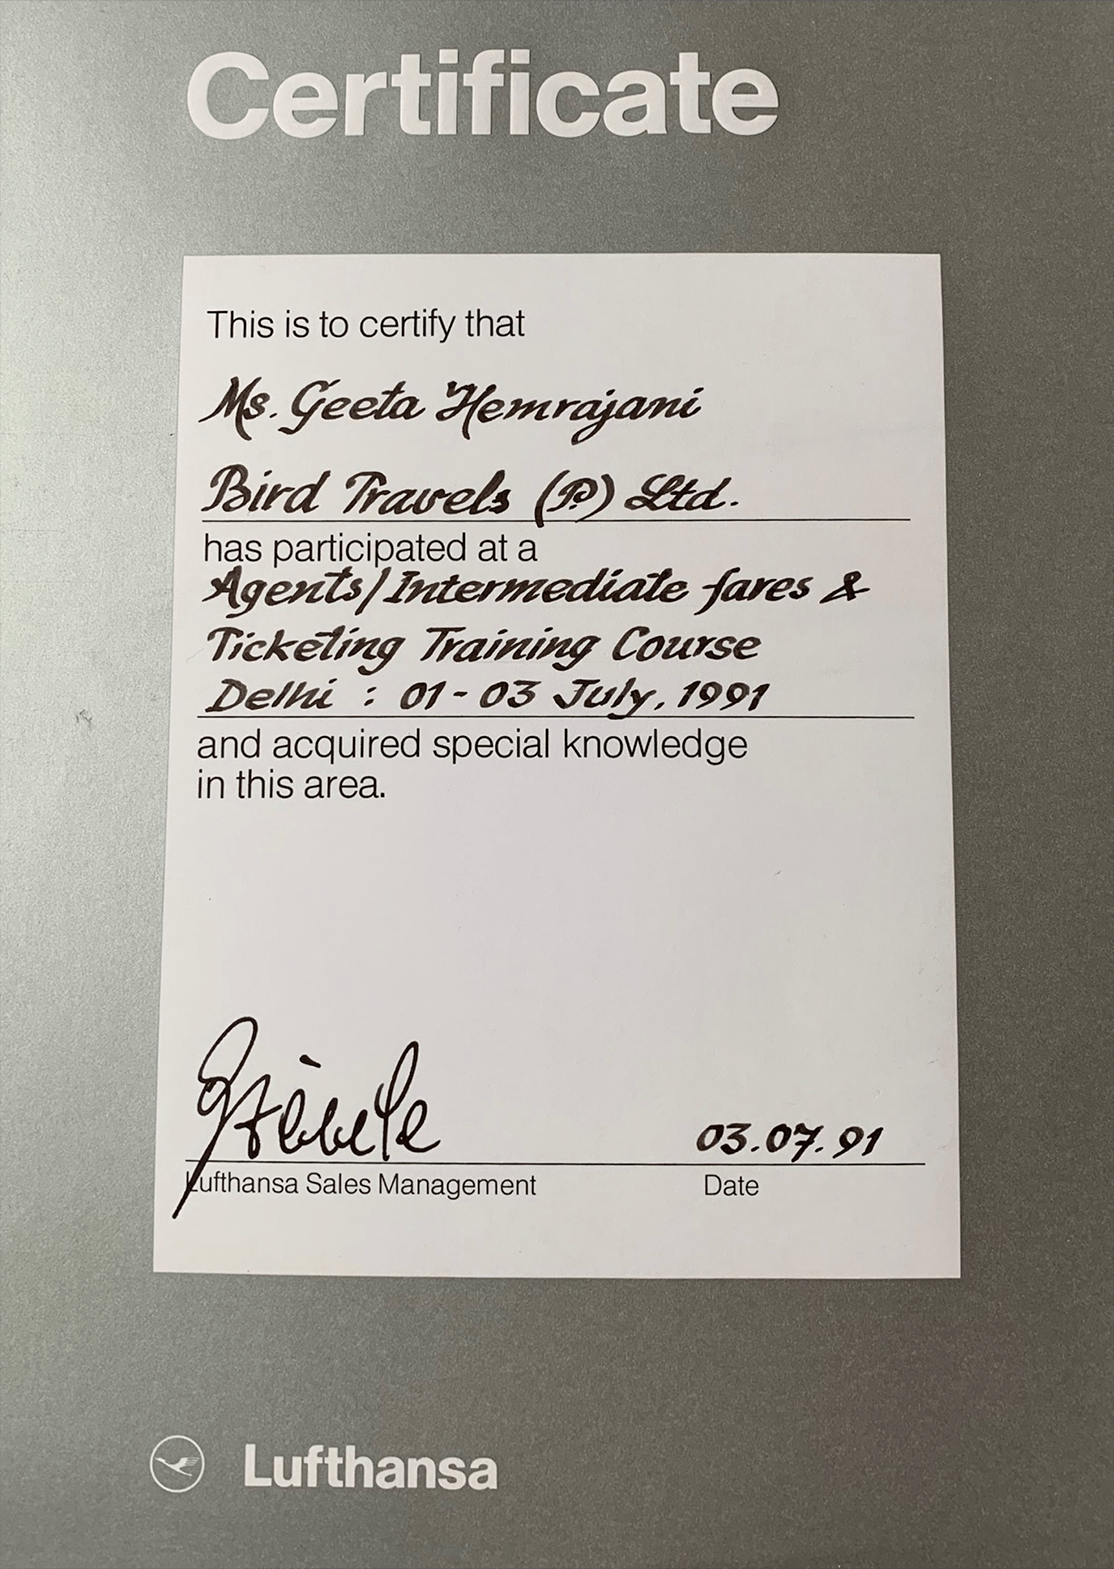 Certificate
This is to certify that
Ms. Geeta Hemrajani
Bird Travels (P) Ltd.
has participated at a
Agents/Intermediate fares &
Ticketing Training Course
Delhi : 01 - 03 July, 1991
and acquired special knowledge
in this area.
03.07.91
Lufthansa Sales Management Date
Lufthansa